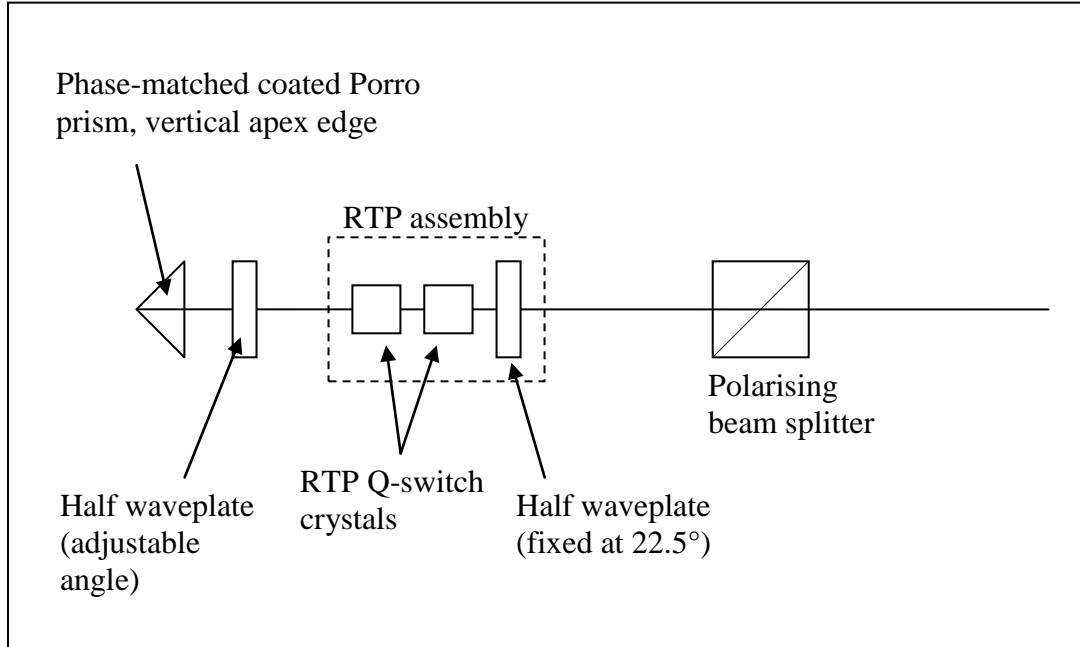 Phase-matched coated Porro
prism, vertical apex edge
RTP assembly
Polarising
beam splitter
Half waveplate
(adjustable
angle)
RTP Q-switch
crystals
Half waveplate
(fixed at 22.5°)